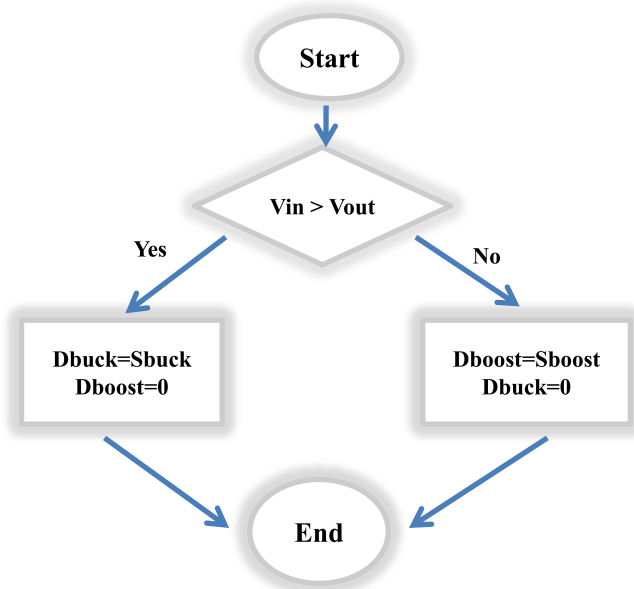 Start
Vin > Vout
Yes
No
Dbuck=Sbuck
Dboost=0
Dboost=Sboost
Dbuck=0
End